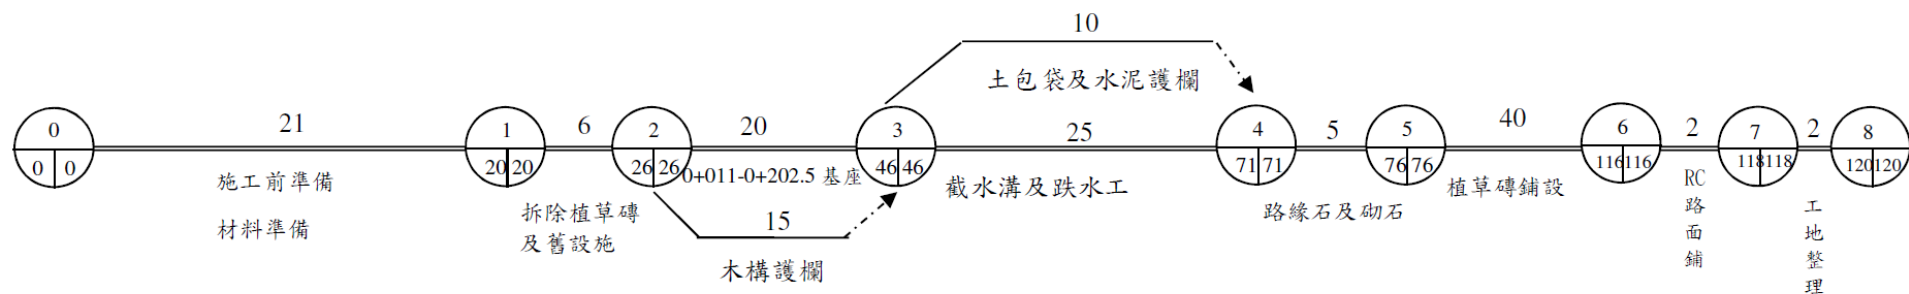 10
土包袋及水泥護欄
0
0 0
21
施工前準備
材料準備
1
20 20
6
拆除植草磚
及舊設施
2
26 26
20
0+011-0+202.5 基座
15
木構護欄
3
46 46
25
截水溝及跌水工
4
71 71
5
路緣石及砌石
5
76 76
40
植草磚鋪設
6
116 116
2
RC
路
面
鋪
7
118 118
2
工
地
整
理
8
120 120